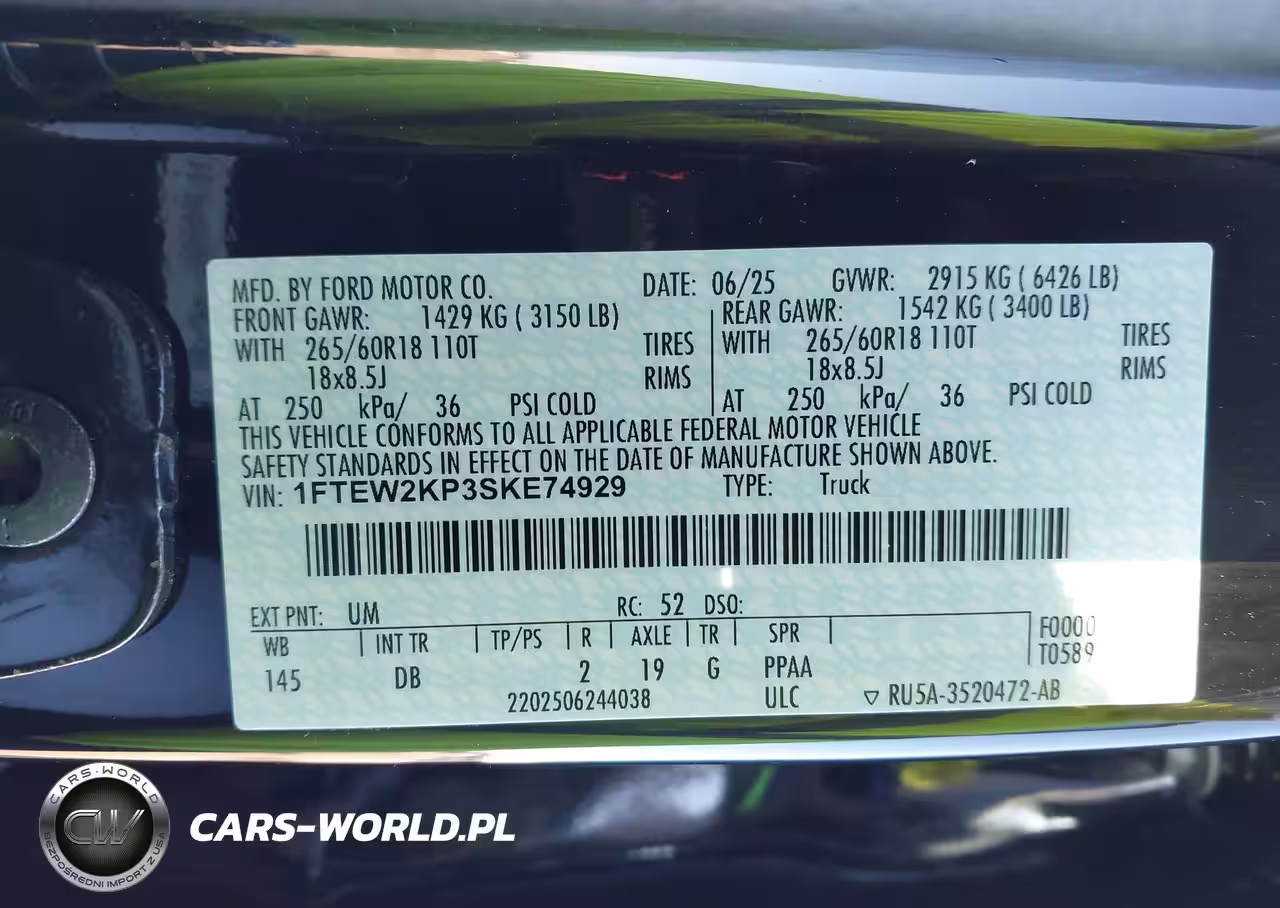 MFD. BY FORD MOTOR CO. DATE: 06/25 GVWR: 2915 KG ( 6426 LB)
FRONT GAWR: 1429 KG ( 3150 LB) REAR GAWR: 1542 KG ( 3400 LB)
WITH 265/60R18 110T TIRES WITH 265/60R18 110T TIRES
18x8.5J RIMS 18x8.5J RIMS
AT 250 kPa/ 36 PSI COLD AT 250 kPa/ 36 PSI COLD
THIS VEHICLE CONFORMS TO ALL APPLICABLE FEDERAL MOTOR VEHICLE
SAFETY STANDARDS IN EFFECT ON THE DATE OF MANUFACTURE SHOWN ABOVE.
VIN: 1FTEW2KP3SKE74929 TYPE: Truck
EXT PNT: UM RC: 52 DSO:
WB INT TR TP/PS R AXLE TR SPR F0000
T0589
145 DB 2 19 G PPAA
2202506244038 ULC ▽ RU5A-3520472-AB
CARS-WORLD
CW
BEZPOŚREDNI IMPORT Z USA
CARS-WORLD.PL